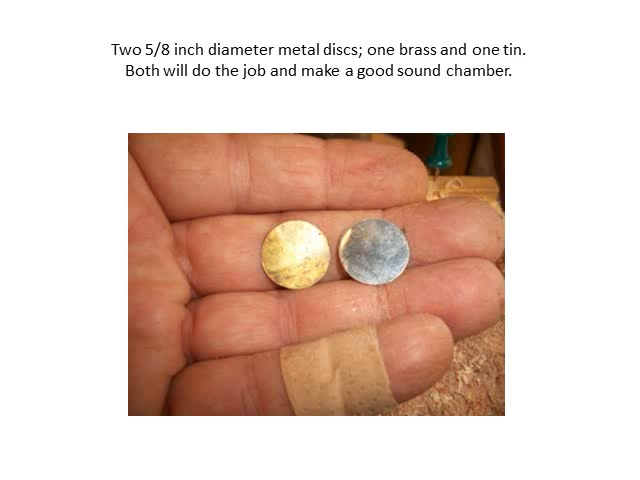 Two 5/8 inch diameter metal discs; one brass and one tin.
Both will do the job and make a good sound chamber.